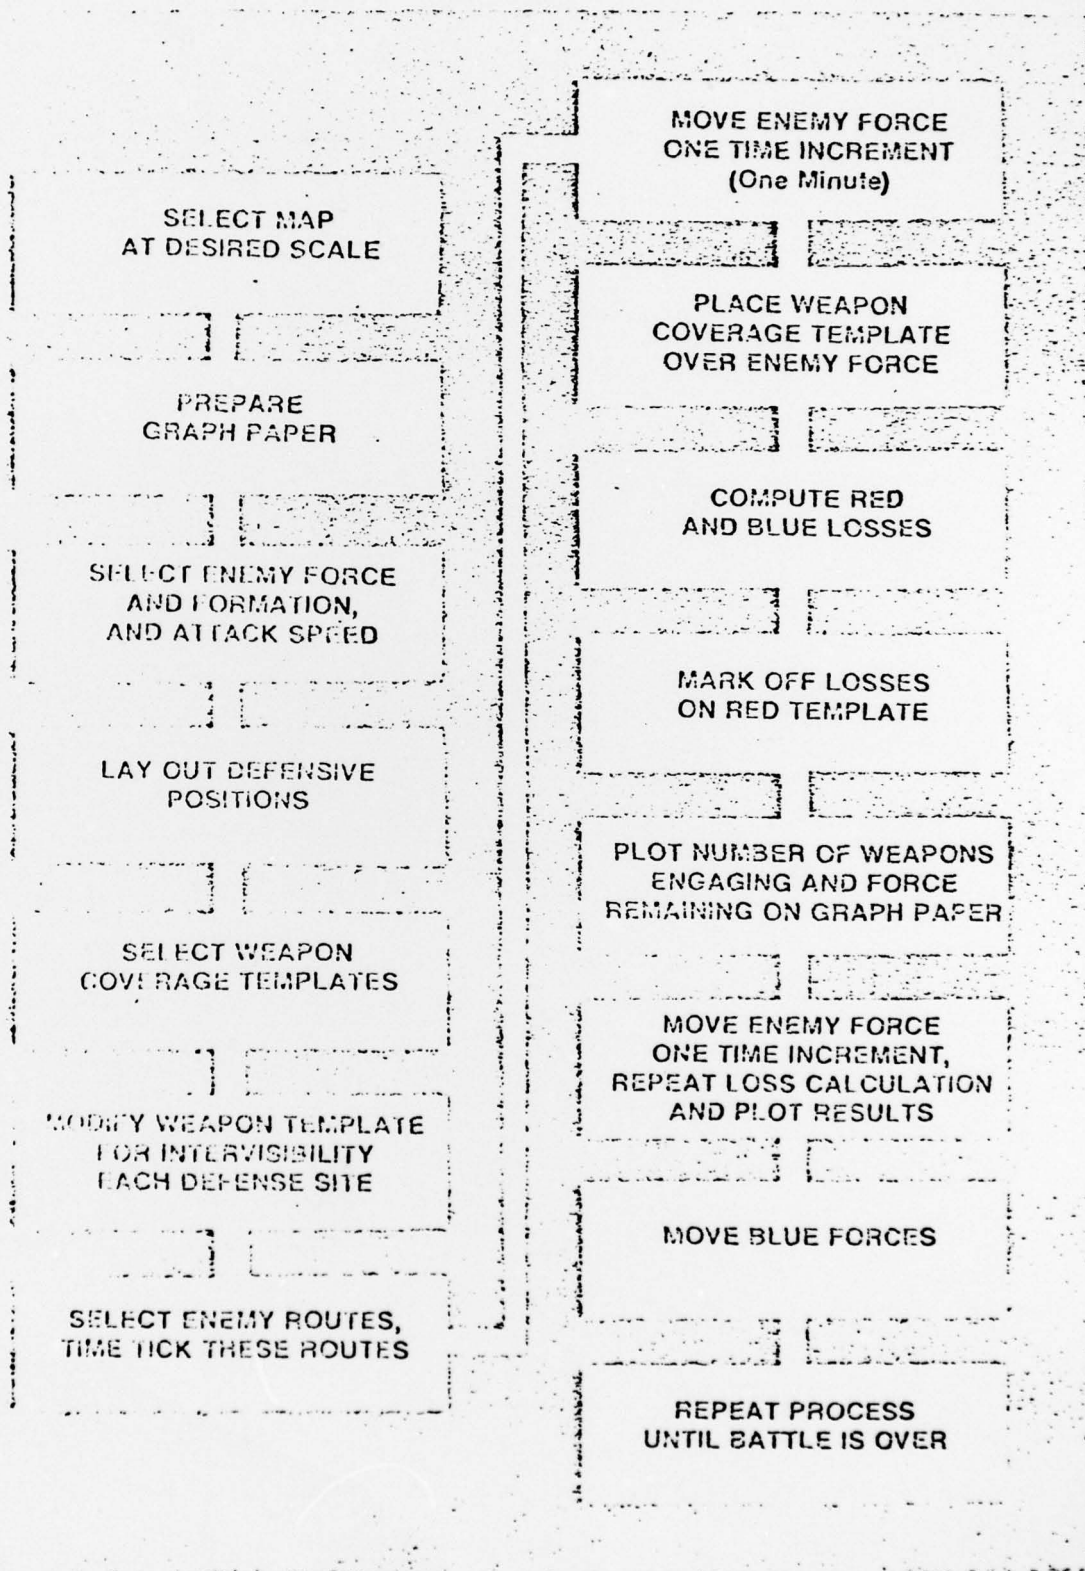 SELECT MAP
AT DESIRED SCALE
PREPARE
GRAPH PAPER
SELECT ENEMY FORCE
AND FORMATION,
AND ATTACK SPEED
LAY OUT DEFENSIVE
POSITIONS
SELECT WEAPON
COVERAGE TEMPLATES
MODIFY WEAPON TEMPLATE
FOR INTERVISIBILITY
EACH DEFENSE SITE
SELECT ENEMY ROUTES,
TIME TICK THESE ROUTES
MOVE ENEMY FORCE
ONE TIME INCREMENT
(One Minute)
PLACE WEAPON
COVERAGE TEMPLATE
OVER ENEMY FORCE
COMPUTE RED
AND BLUE LOSSES
MARK OFF LOSSES
ON RED TEMPLATE
PLOT NUMBER OF WEAPONS
ENGAGING AND FORCE
REMAINING ON GRAPH PAPER
MOVE ENEMY FORCE
ONE TIME INCREMENT,
REPEAT LOSS CALCULATION
AND PLOT RESULTS
MOVE BLUE FORCES
REPEAT PROCESS
UNTIL BATTLE IS OVER